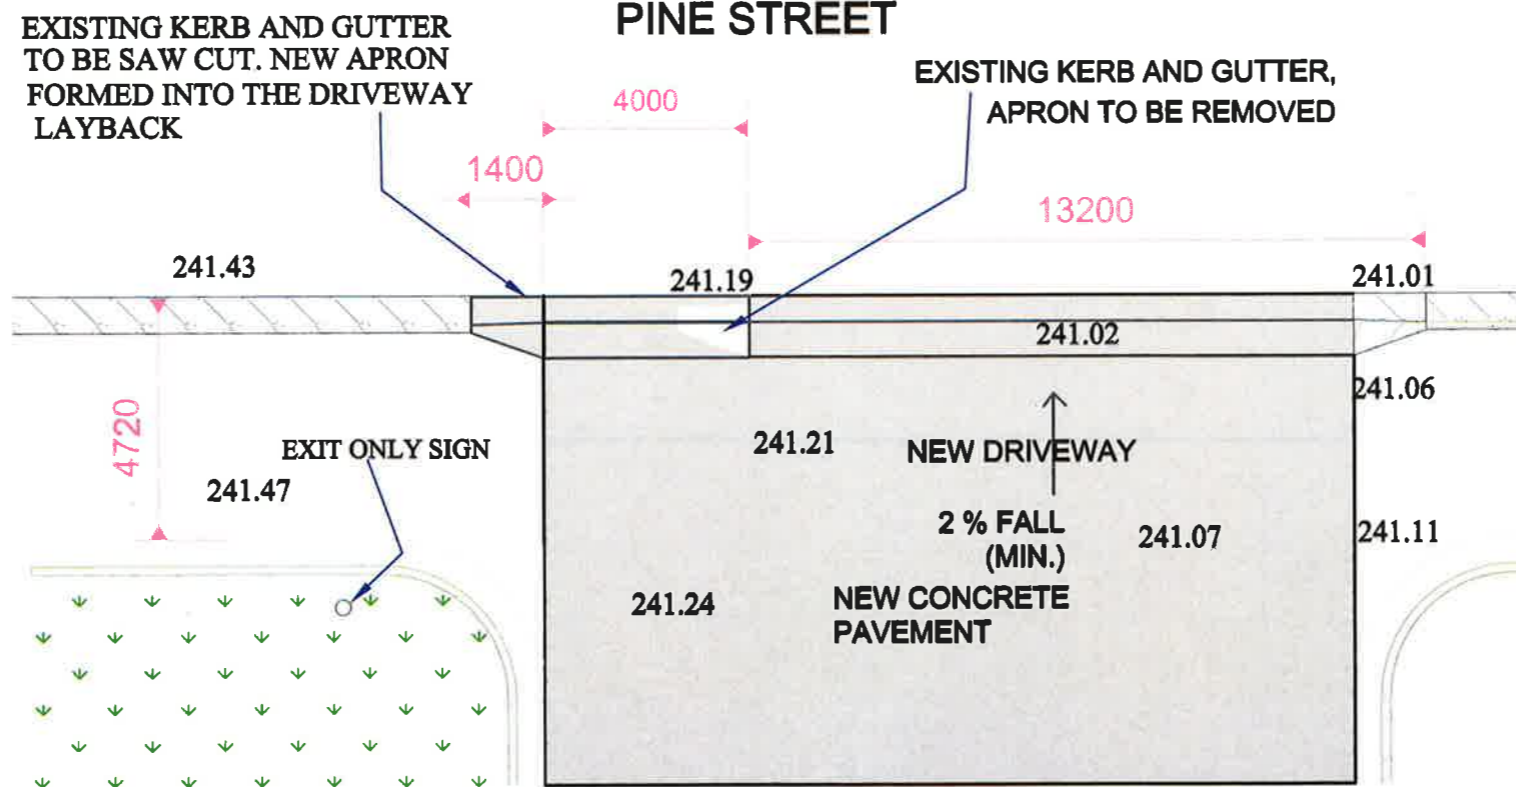 PINE STREET
EXISTING KERB AND GUTTER
TO BE SAW CUT. NEW APRON
FORMED INTO THE DRIVEWAY
LAYBACK
EXISTING KERB AND GUTTER,
APRON TO BE REMOVED
4000
1400
13200
241.43
241.19
241.01
241.02
241.06
4720
EXIT ONLY SIGN
241.21
NEW DRIVEWAY
241.47
2 % FALL
(MIN.)
241.07
241.11
241.24
NEW CONCRETE
PAVEMENT